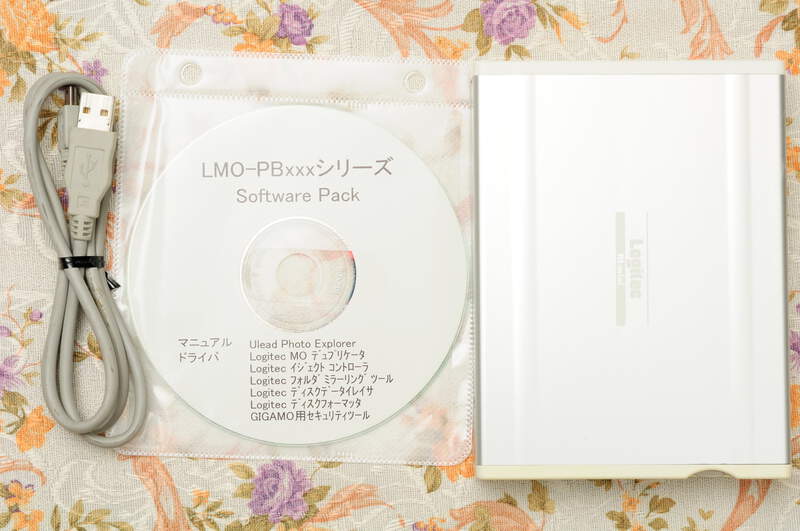 LMO-PBxxxシリーズ
Software Pack
マニュアル Ulead Photo Explorer
ドライバ Logitec MO デュプリケータ
Logitec イジェクト コントローラ
Logitec フォルダ ミラーリング ツール
Logitec ディスクデータイレイサ
Logitec ディスクフォーマッタ
GIGAMO用セキュリティツール
Logitec